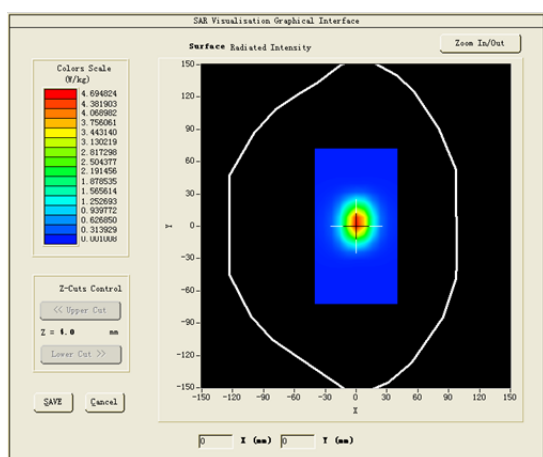 SAR Visualisation Graphical Interface
Surface Radiated Intensity
Zoom In/Out
Colors Scale
(W/kg)
4.694824
4.381903
4.068982
3.756061
3.443140
3.130219
2.817298
2.504377
2.191456
1.878535
1.565614
1.252693
0.939772
0.626850
0.313929
0.001008
Z-Cuts Control
<< Upper Cut
Z = 4.0 mm
Lower Cut >>
SAVE
Cancel
150
120
90
60
30
0
-30
-60
-90
-120
-150
Y
-150 -120 -90 -60 -30 0 30 60 90 120 150
X
0 X (mm) 0 Y (mm)